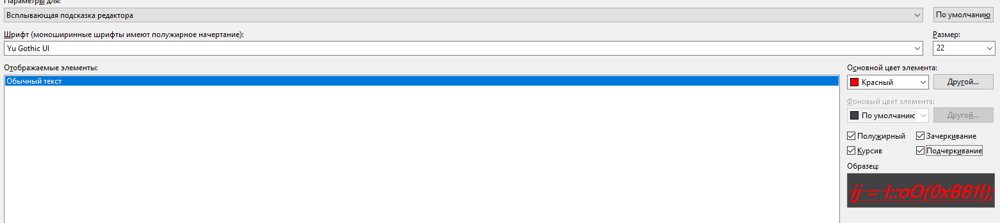 Параметры для:
Всплывающая подсказка редактора
По умолчанию
Шрифт (моноширинные шрифты имеют полужирное начертание):
Размер:
Yu Gothic UI
22
Отображаемые элементы:
Основной цвет элемента:
Обычный текст
Красный
Другой...
Фоновый цвет элемента:
По умолчанию
Другой...
Полужирный
Зачеркивание
Курсив
Подчеркивание
Образец:
ij = I::oO(0xB81l);